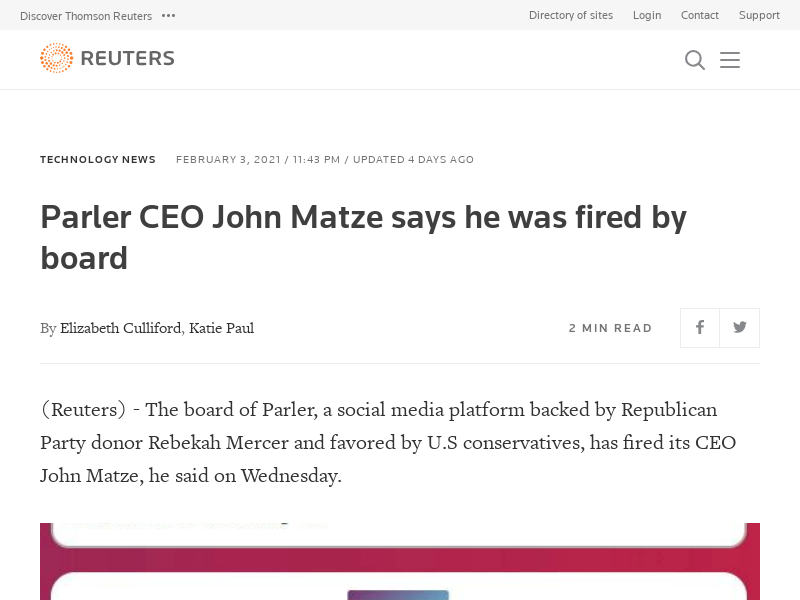 Discover Thomson Reuters ••• Directory of sites Login Contact Support
REUTERS
TECHNOLOGY NEWS FEBRUARY 3, 2021 / 11:43 PM / UPDATED 4 DAYS AGO
Parler CEO John Matze says he was fired by
board
By Elizabeth Culliford, Katie Paul 2 MIN READ
(Reuters) - The board of Parler, a social media platform backed by Republican
Party donor Rebekah Mercer and favored by U.S conservatives, has fired its CEO
John Matze, he said on Wednesday.